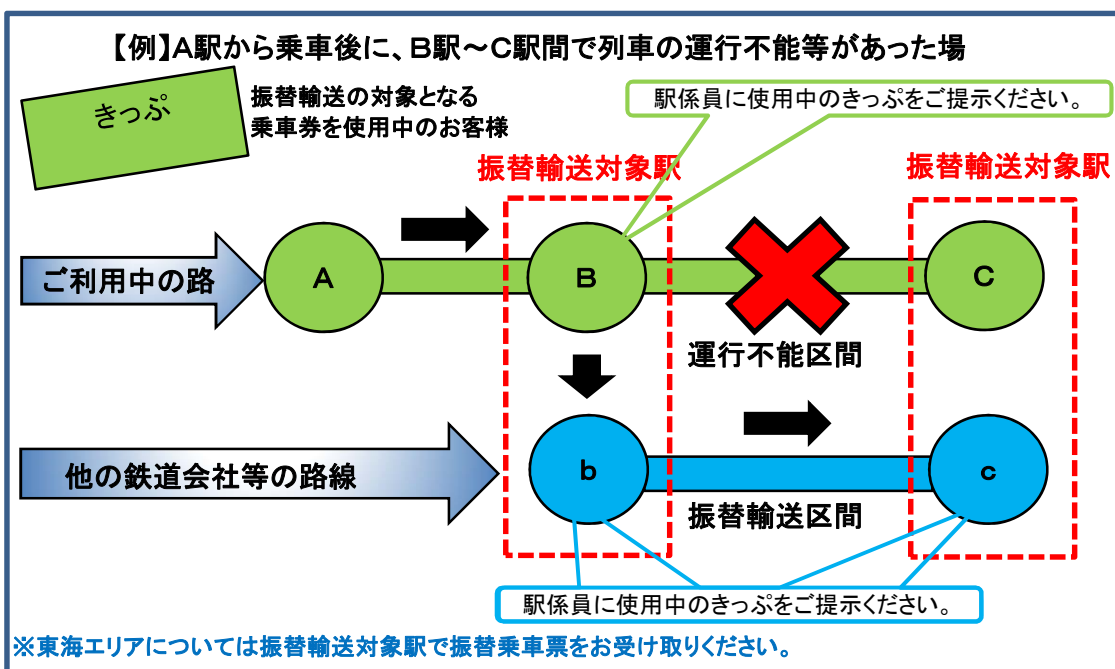 【例】A駅から乗車後に、B駅～C駅間で列車の運行不能等があった場
きっぷ
振替輸送の対象となる
乗車券を使用中のお客様
駅係員に使用中のきっぷをご提示ください。
振替輸送対象駅
振替輸送対象駅
ご利用中の路
A
B
C
運行不能区間
他の鉄道会社等の路線
b
c
振替輸送区間
駅係員に使用中のきっぷをご提示ください。
※東海エリアについては振替輸送対象駅で振替乗車票をお受け取りください。